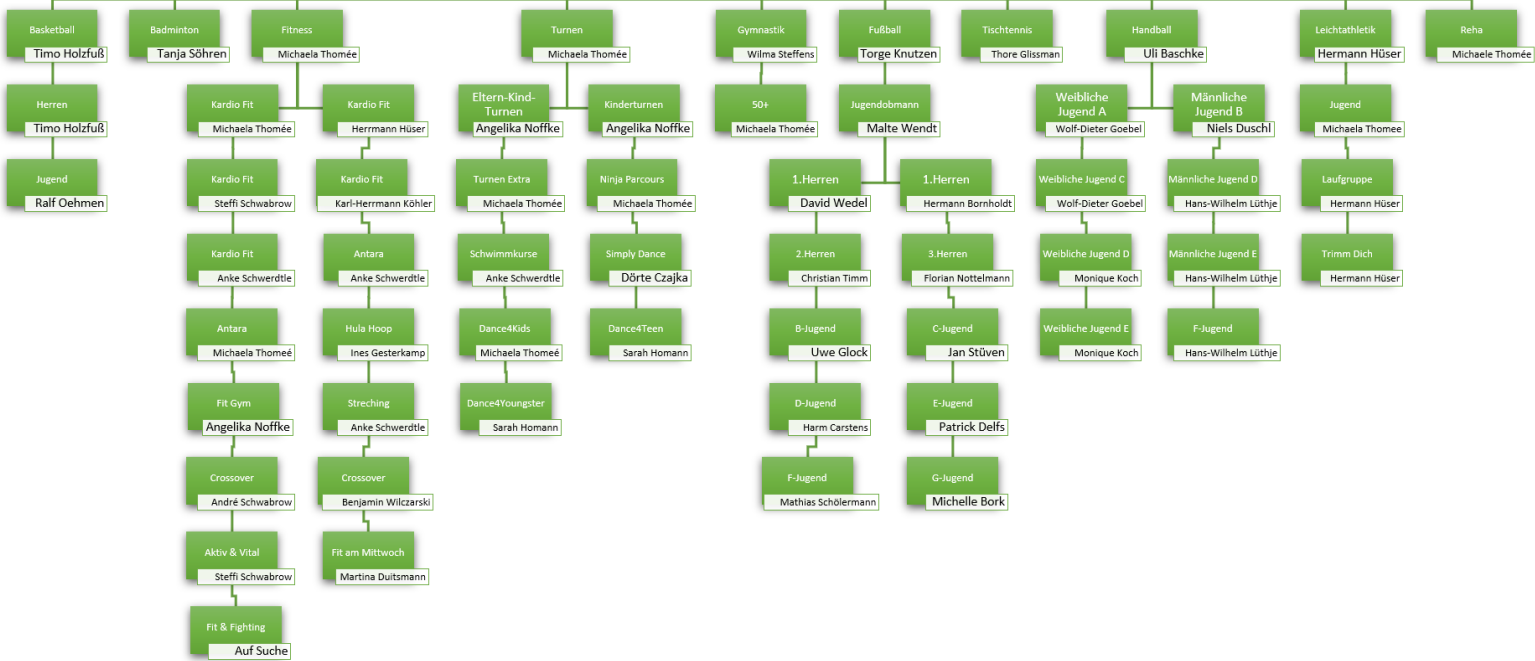 Basketball
Timo Holzfuß
Badminton
Tanja Söhren
Fitness
Michaela Thomée
Turnen
Michaela Thomée
Gymnastik
Wilma Steffens
Fußball
Torge Knutzen
Tischtennis
Thore Glissman
Handball
Uli Baschke
Leichtathletik
Hermann Hüser
Reha
Michaele Thomée
Herren
Timo Holzfuß
Kardio Fit
Michaela Thomée
Kardio Fit
Herrmann Hüser
Eltern-Kind-
Turnen
Angelika Noffke
Kinderturnen
Angelika Noffke
50+
Michaela Thomée
Jugendobmann
Malte Wendt
Weibliche
Jugend A
Wolf-Dieter Goebel
Männliche
Jugend B
Niels Duschl
Jugend
Michaela Thomee
Jugend
Ralf Oehmen
Kardio Fit
Steffi Schwabrow
Kardio Fit
Karl-Herrmann Köhler
Turnen Extra
Michaela Thomée
Ninja Parcours
Michaela Thomée
1.Herren
David Wedel
1.Herren
Hermann Bornholdt
Weibliche Jugend C
Wolf-Dieter Goebel
Männliche Jugend D
Hans-Wilhelm Lüthje
Laufgruppe
Hermann Hüser
Kardio Fit
Anke Schwerdtle
Antara
Anke Schwerdtle
Schwimmkurse
Anke Schwerdtle
Simply Dance
Dörte Czajka
2.Herren
Christian Timm
3.Herren
Florian Nottelmann
Weibliche Jugend D
Monique Koch
Männliche Jugend E
Hans-Wilhelm Lüthje
Trimm Dich
Hermann Hüser
Antara
Michaela Thomeé
Hula Hoop
Ines Gesterkamp
Dance4Kids
Michaela Thomeé
Dance4Teen
Sarah Homann
B-Jugend
Uwe Glock
C-Jugend
Jan Stüven
Weibliche Jugend E
Monique Koch
F-Jugend
Hans-Wilhelm Lüthje
Fit Gym
Angelika Noffke
Streching
Anke Schwerdtle
Dance4Youngster
Sarah Homann
D-Jugend
Harm Carstens
E-Jugend
Patrick Delfs
Crossover
André Schwabrow
Crossover
Benjamin Wilczarski
F-Jugend
Mathias Schölermann
G-Jugend
Michelle Bork
Aktiv & Vital
Steffi Schwabrow
Fit am Mittwoch
Martina Duitsmann
Fit & Fighting
Auf Suche